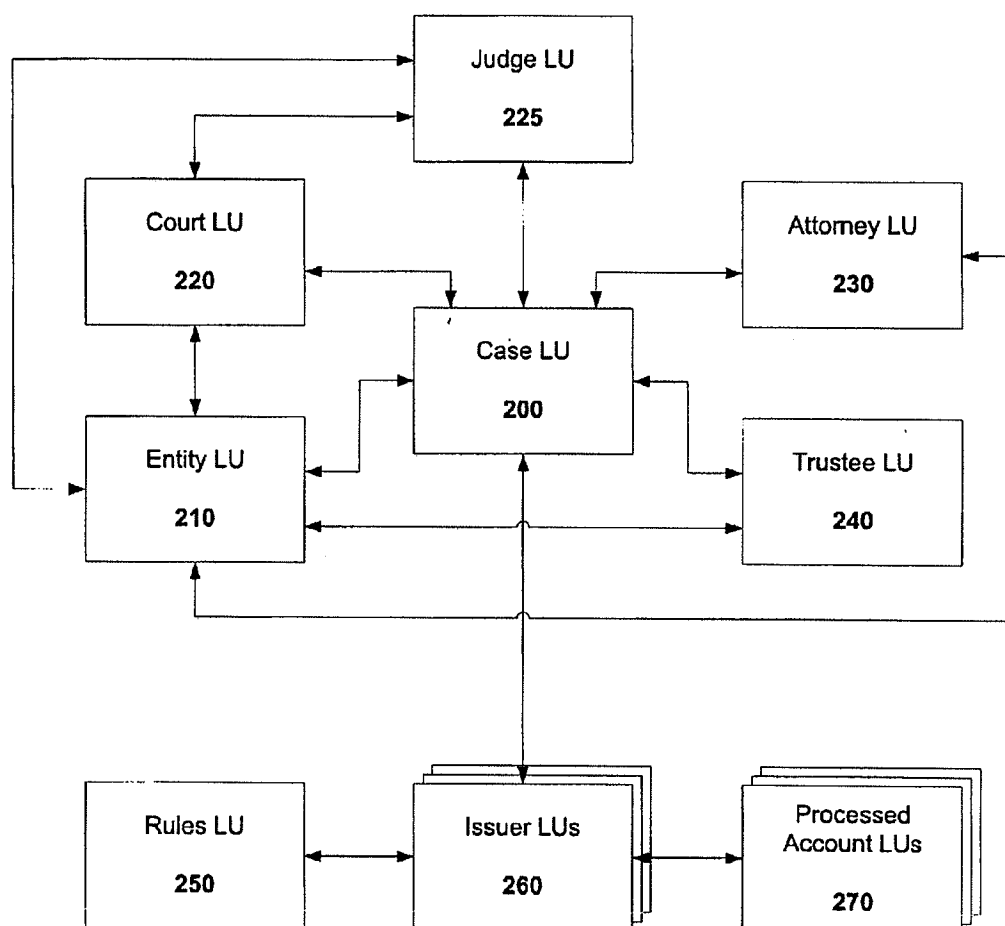 Judge LU
225
Court LU
220
Attorney LU
230
Case LU
200
Entity LU
210
Trustee LU
240
Rules LU
250
Issuer LUs
260
Processed
Account LUs
270